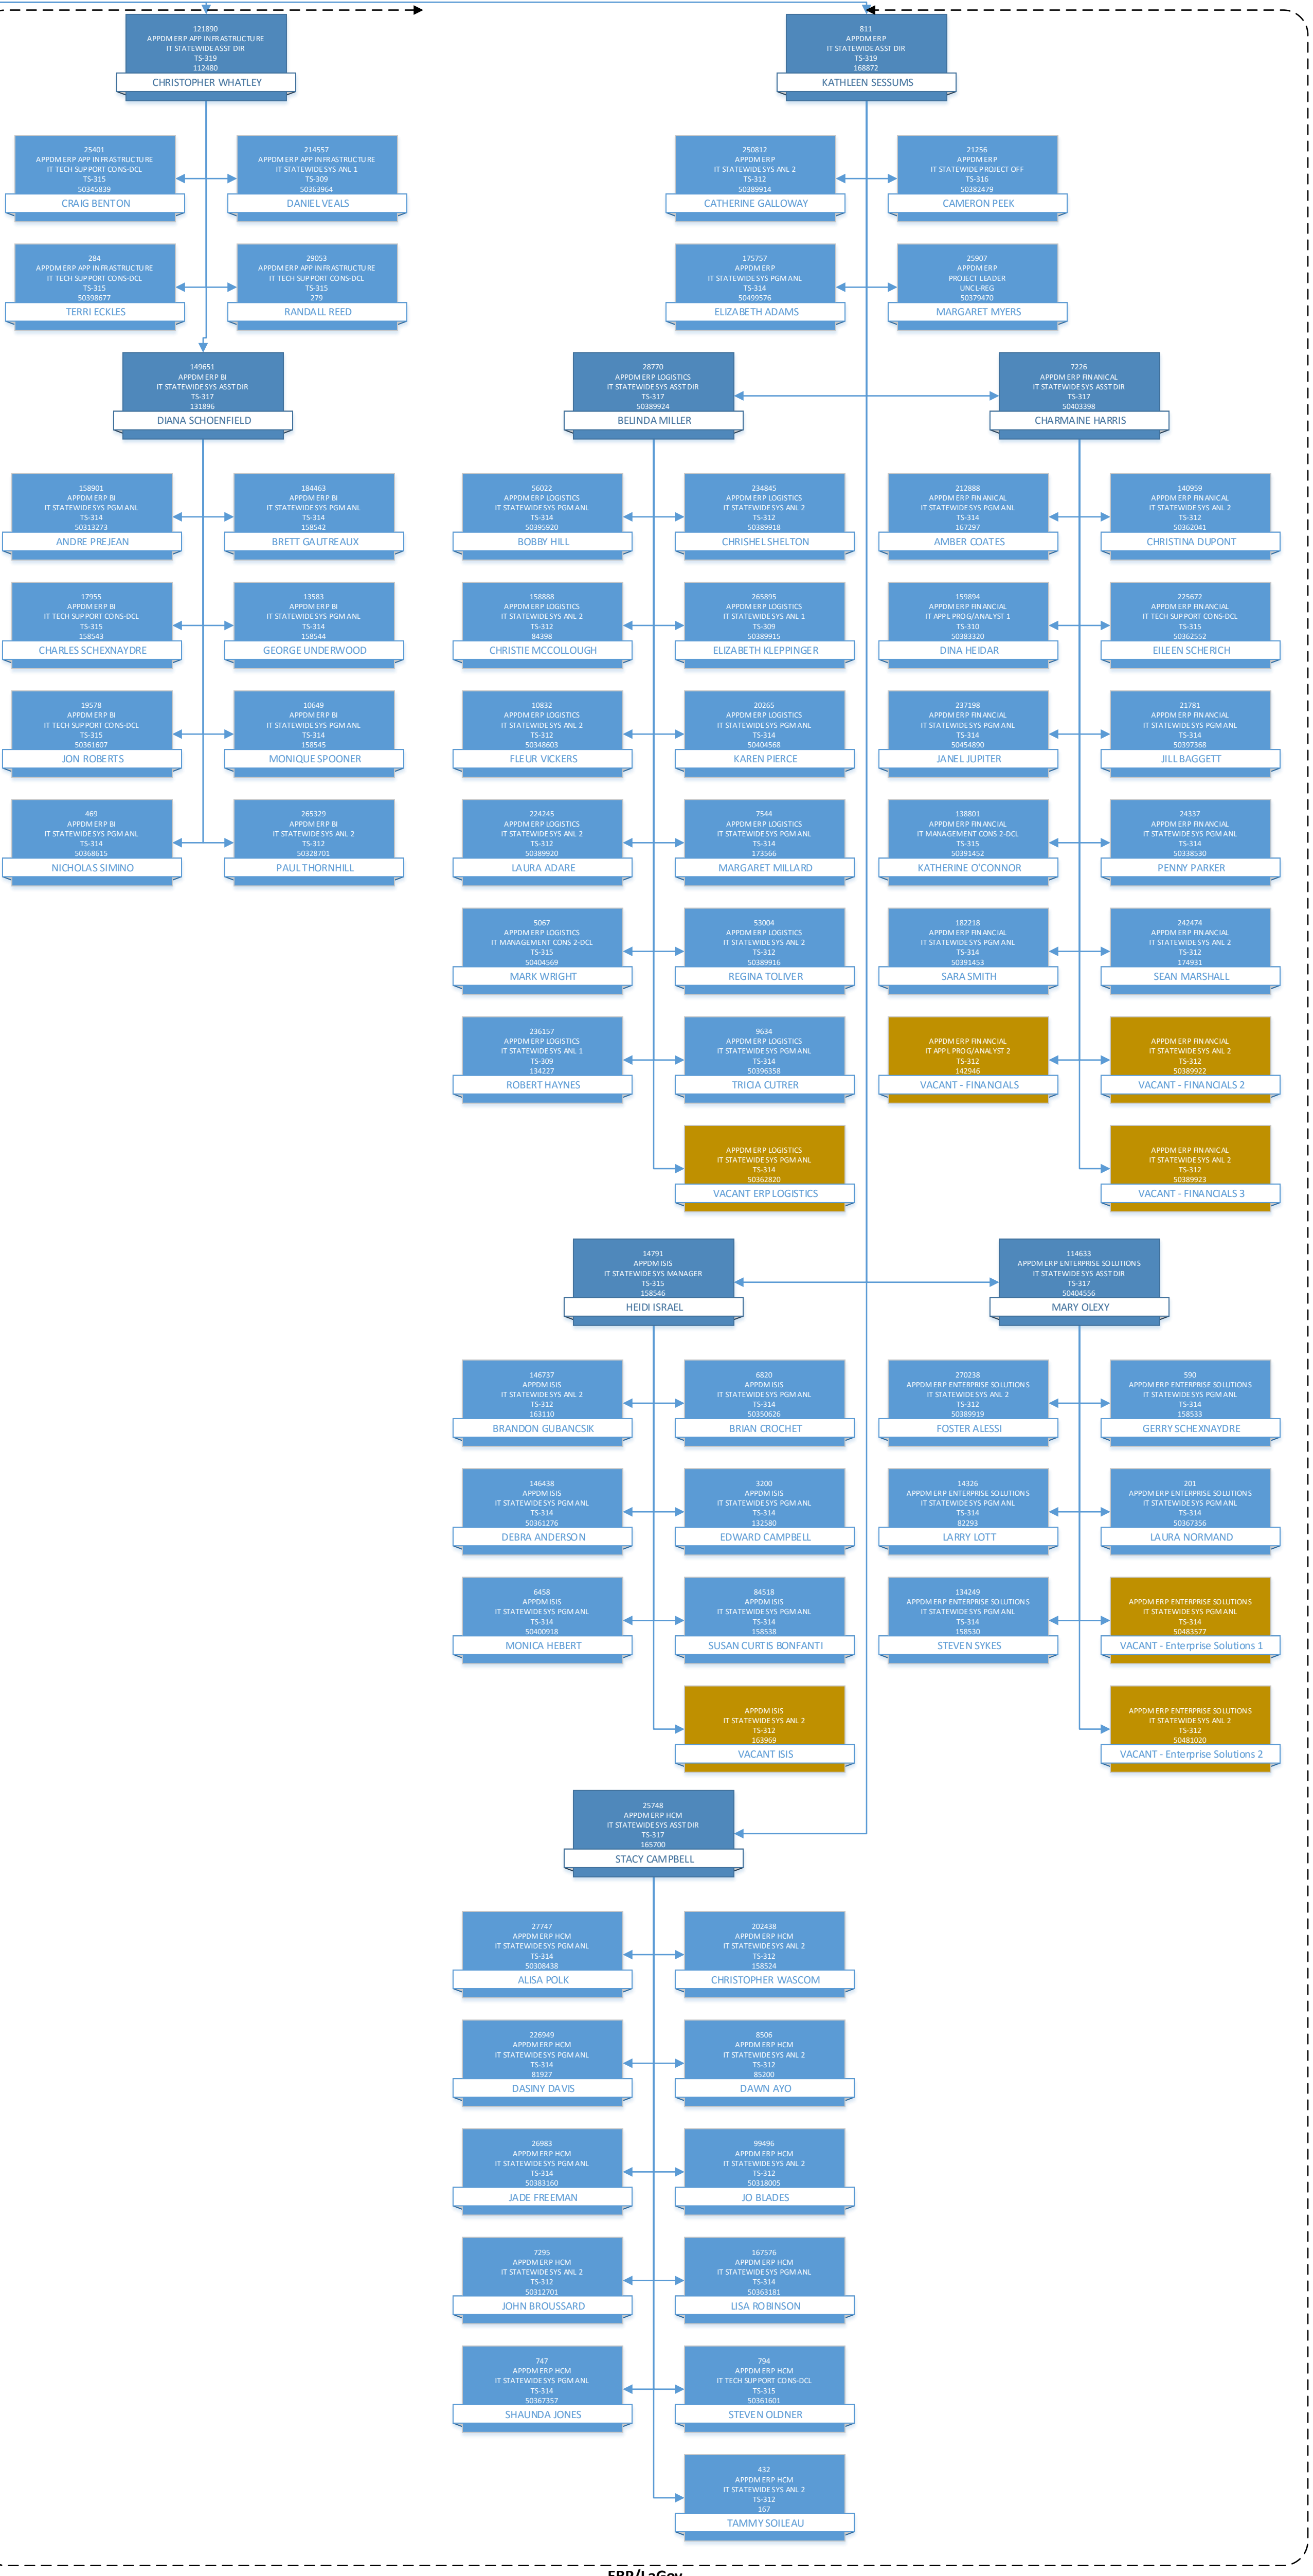 121890
APPDM ERP APP INFRASTRUCTURE
IT STATEWIDE ASST DIR
TS-319
112480
CHRISTOPHER WHATLEY
811
APPDM ERP
IT STATEWIDE ASST DIR
TS-319
168872
KATHLEEN SESSUMS
25401
APPDM ERP APP INFRASTRUCTURE
IT TECH SUPPORT CONS-DCL
TS-315
50345839
CRAIG BENTON
214557
APPDM ERP APP INFRASTRUCTURE
IT STATEWIDE SYS ANL 1
TS-309
50363964
DANIEL VEALS
250812
APPDM ERP
IT STATEWIDE SYS ANL 2
TS-312
50389914
CATHERINE GALLOWAY
21256
APPDM ERP
IT STATEWIDE PROJECT OFF
TS-316
50382479
CAMERON PEEK
284
APPDM ERP APP INFRASTRUCTURE
IT TECH SUPPORT CONS-DCL
TS-315
50398677
TERRI ECKLES
29053
APPDM ERP APP INFRASTRUCTURE
IT TECH SUPPORT CONS-DCL
TS-315
279
RANDALL REED
175757
APPDM ERP
IT STATEWIDE SYS PGM ANL
TS-314
50499576
ELIZABETH ADAMS
25907
APPDM ERP
PROJECT LEADER
UNCL-REG
50379470
MARGARET MYERS
149651
APPDM ERP BI
IT STATEWIDE SYS ASST DIR
TS-317
131896
DIANA SCHOENFIELD
28770
APPDM ERP LOGISTICS
IT STATEWIDE SYS ASST DIR
TS-317
50389924
BELINDA MILLER
7226
APPDM ERP FINANICAL
IT STATEWIDE SYS ASST DIR
TS-317
50403398
CHARMAINE HARRIS
158901
APPDM ERP BI
IT STATEWIDE SYS PGM ANL
TS-314
50313273
ANDRE PREJEAN
184463
APPDM ERP BI
IT STATEWIDE SYS PGM ANL
TS-314
158542
BRETT GAUTREAUX
56022
APPDM ERP LOGISTICS
IT STATEWIDE SYS PGM ANL
TS-314
50395920
BOBBY HILL
234845
APPDM ERP LOGISTICS
IT STATEWIDE SYS ANL 2
TS-312
50389918
CHRISHEL SHELTON
212888
APPDM ERP FINANICAL
IT STATEWIDE SYS PGM ANL
TS-314
167297
AMBER COATES
140959
APPDM ERP FINANICAL
IT STATEWIDE SYS ANL 2
TS-312
50362041
CHRISTINA DUPONT
17955
APPDM ERP BI
IT TECH SUPPORT CONS-DCL
TS-315
158543
CHARLES SCHEXNAYDRE
13583
APPDM ERP BI
IT STATEWIDE SYS PGM ANL
TS-314
158544
GEORGE UNDERWOOD
158888
APPDM ERP LOGISTICS
IT STATEWIDE SYS ANL 2
TS-312
84398
CHRISTIE MCCOLLOUGH
265895
APPDM ERP LOGISTICS
IT STATEWIDE SYS ANL 1
TS-309
50389915
ELIZABETH KLEPPINGER
159894
APPDM ERP FINANCIAL
IT APPL PROG/ANALYST 1
TS-310
50383320
DINA HEIDAR
225672
APPDM ERP FINANCIAL
IT TECH SUPPORT CONS-DCL
TS-315
50362552
EILEEN SCHERICH
19578
APPDM ERP BI
IT TECH SUPPORT CONS-DCL
TS-315
50361607
JON ROBERTS
10649
APPDM ERP BI
IT STATEWIDE SYS PGM ANL
TS-314
158545
MONIQUE SPOONER
10832
APPDM ERP LOGISTICS
IT STATEWIDE SYS ANL 2
TS-312
50348603
FLEUR VICKERS
20265
APPDM ERP LOGISTICS
IT STATEWIDE SYS PGM ANL
TS-314
50404568
KAREN PIERCE
237198
APPDM ERP FINANCIAL
IT STATEWIDE SYS PGM ANL
TS-314
50454890
JANEL JUPITER
21781
APPDM ERP FINANCIAL
IT STATEWIDE SYS PGM ANL
TS-314
50397368
JILL BAGGETT
469
APPDM ERP BI
IT STATEWIDE SYS PGM ANL
TS-314
50368615
NICHOLAS SIMINO
265329
APPDM ERP BI
IT STATEWIDE SYS ANL 2
TS-312
50328701
PAUL THORNHILL
224245
APPDM ERP LOGISTICS
IT STATEWIDE SYS ANL 2
TS-312
50389920
LAURA ADARE
7544
APPDM ERP LOGISTICS
IT STATEWIDE SYS PGM ANL
TS-314
173566
MARGARET MILLARD
138801
APPDM ERP FINANCIAL
IT MANAGEMENT CONS 2-DCL
TS-315
50391452
KATHERINE O'CONNOR
24337
APPDM ERP FINANCIAL
IT STATEWIDE SYS PGM ANL
TS-314
50338530
PENNY PARKER
5067
APPDM ERP LOGISTICS
IT MANAGEMENT CONS 2-DCL
TS-315
50404569
MARK WRIGHT
53004
APPDM ERP LOGISTICS
IT STATEWIDE SYS ANL 2
TS-312
50389916
REGINA TOLIVER
182218
APPDM ERP FINANCIAL
IT STATEWIDE SYS PGM ANL
TS-314
50391453
SARA SMITH
242474
APPDM ERP FINANCIAL
IT STATEWIDE SYS ANL 2
TS-312
174931
SEAN MARSHALL
236157
APPDM ERP LOGISTICS
IT STATEWIDE SYS ANL 1
TS-309
134227
ROBERT HAYNES
9634
APPDM ERP LOGISTICS
IT STATEWIDE SYS PGM ANL
TS-314
50396358
TRICIA CUTRER
APPDM ERP FINANCIAL
IT APPL PROG/ANALYST 2
TS-312
142946
VACANT - FINANCIALS
APPDM ERP FINANCIAL
IT STATEWIDE SYS ANL 2
TS-312
50389922
VACANT - FINANCIALS 2
APPDM ERP LOGISTICS
IT STATEWIDE SYS PGM ANL
TS-314
50362820
VACANT ERP LOGISTICS
APPDM ERP FINANICAL
IT STATEWIDE SYS ANL 2
TS-312
50389923
VACANT - FINANCIALS 3
14791
APPDM ISIS
IT STATEWIDE SYS MANAGER
TS-315
158546
HEIDI ISRAEL
114633
APPDM ERP ENTERPRISE SOLUTIONS
IT STATEWIDE SYS ASST DIR
TS-317
50404556
MARY OLEXY
146737
APPDM ISIS
IT STATEWIDE SYS ANL 2
TS-312
163110
BRANDON GUBANCSIK
6820
APPDM ISIS
IT STATEWIDE SYS PGM ANL
TS-314
50350626
BRIAN CROCHET
270238
APPDM ERP ENTERPRISE SOLUTIONS
IT STATEWIDE SYS ANL 2
TS-312
50389919
FOSTER ALESSI
590
APPDM ERP ENTERPRISE SOLUTIONS
IT STATEWIDE SYS PGM ANL
TS-314
158533
GERRY SCHEXNAYDRE
146438
APPDM ISIS
IT STATEWIDE SYS PGM ANL
TS-314
50361276
DEBRA ANDERSON
3200
APPDM ISIS
IT STATEWIDE SYS PGM ANL
TS-314
132580
EDWARD CAMPBELL
14326
APPDM ERP ENTERPRISE SOLUTIONS
IT STATEWIDE SYS PGM ANL
TS-314
82293
LARRY LOTT
201
APPDM ERP ENTERPRISE SOLUTIONS
IT STATEWIDE SYS PGM ANL
TS-314
50367356
LAURA NORMAND
6458
APPDM ISIS
IT STATEWIDE SYS PGM ANL
TS-314
50400918
MONICA HEBERT
84518
APPDM ISIS
IT STATEWIDE SYS PGM ANL
TS-314
158538
SUSAN CURTIS BONFANTI
134249
APPDM ERP ENTERPRISE SOLUTIONS
IT STATEWIDE SYS PGM ANL
TS-314
158530
STEVEN SYKES
APPDM ERP ENTERPRISE SOLUTIONS
IT STATEWIDE SYS PGM ANL
TS-314
50483577
VACANT - Enterprise Solutions 1
APPDM ISIS
IT STATEWIDE SYS ANL 2
TS-312
163969
VACANT ISIS
APPDM ERP ENTERPRISE SOLUTIONS
IT STATEWIDE SYS ANL 2
TS-312
50481020
VACANT - Enterprise Solutions 2
25748
APPDM ERP HCM
IT STATEWIDE SYS ASST DIR
TS-317
165700
STACY CAMPBELL
27747
APPDM ERP HCM
IT STATEWIDE SYS PGM ANL
TS-314
50308438
ALISA POLK
202438
APPDM ERP HCM
IT STATEWIDE SYS ANL 2
TS-312
158524
CHRISTOPHER WASCOM
226949
APPDM ERP HCM
IT STATEWIDE SYS PGM ANL
TS-314
81927
DASINY DAVIS
8506
APPDM ERP HCM
IT STATEWIDE SYS ANL 2
TS-312
85200
DAWN AYO
26983
APPDM ERP HCM
IT STATEWIDE SYS PGM ANL
TS-314
50383160
JADE FREEMAN
99496
APPDM ERP HCM
IT STATEWIDE SYS ANL 2
TS-312
50318005
JO BLADES
7295
APPDM ERP HCM
IT STATEWIDE SYS ANL 2
TS-312
50312701
JOHN BROUSSARD
167576
APPDM ERP HCM
IT STATEWIDE SYS PGM ANL
TS-314
50363181
LISA ROBINSON
747
APPDM ERP HCM
IT STATEWIDE SYS PGM ANL
TS-314
50367357
SHAUNDA JONES
794
APPDM ERP HCM
IT TECH SUPPORT CONS-DCL
TS-315
50361601
STEVEN OLDNER
432
APPDM ERP HCM
IT STATEWIDE SYS ANL 2
TS-312
167
TAMMY SOILEAU
ERP/LaGov